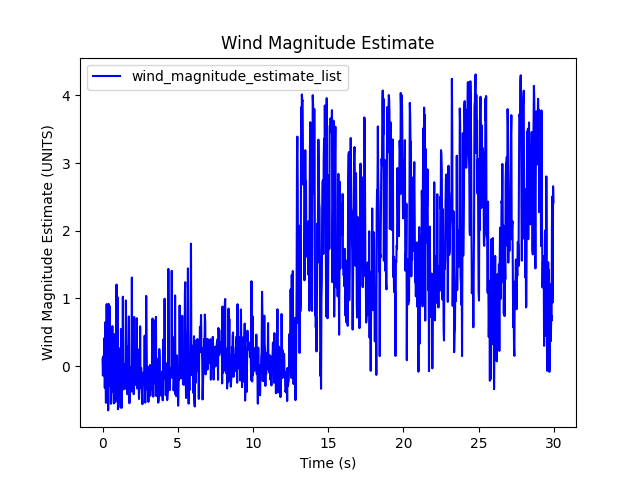 Wind Magnitude Estimate
wind_magnitude_estimate_list
Wind Magnitude Estimate (UNITS)
4
3
2
1
0
0 5 10 15 20 25 30
Time (s)